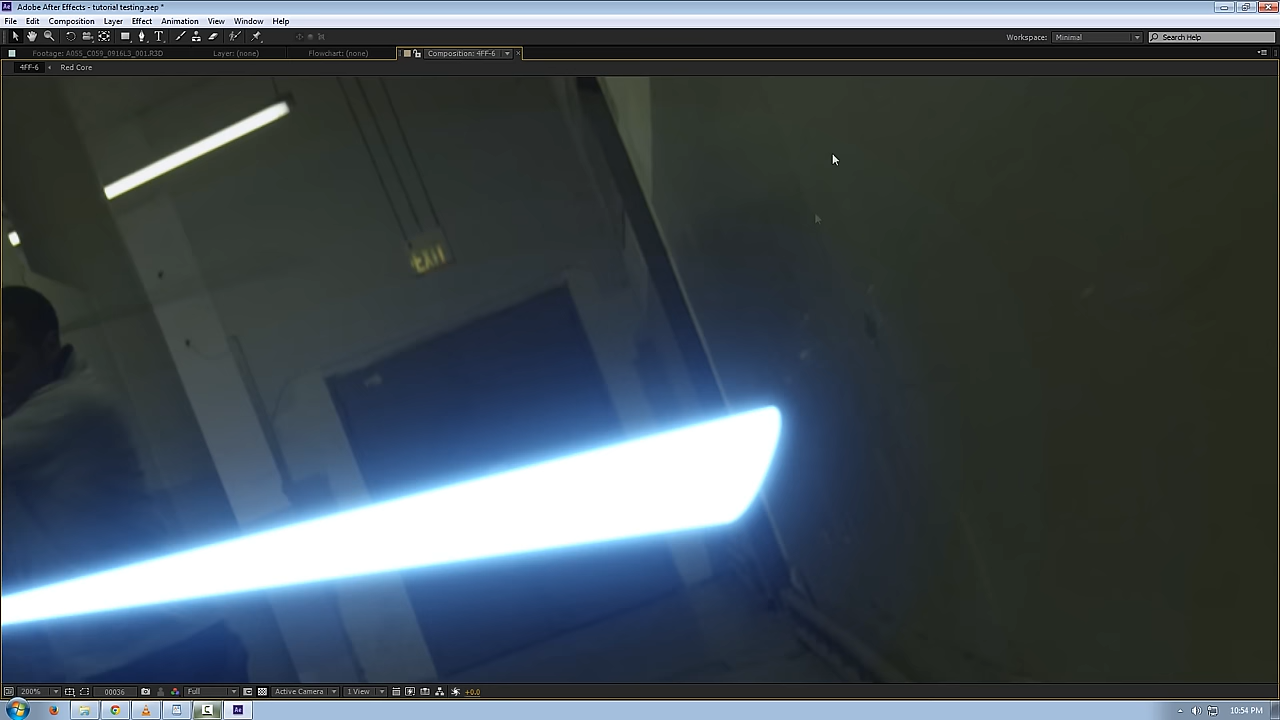 Adobe After Effects - tutorial testing.aep *
File Edit Composition Layer Effect Animation View Window Help
Workspace: Minimal Search Help
Footage: A055_C059_0916L3_001.R3D Layer: (none) Flowchart: (none) Composition: 4FF-6
4FF-6 Red Core
EXIT
200% 00036 Full Active Camera 1 View +0.0
10:54 PM